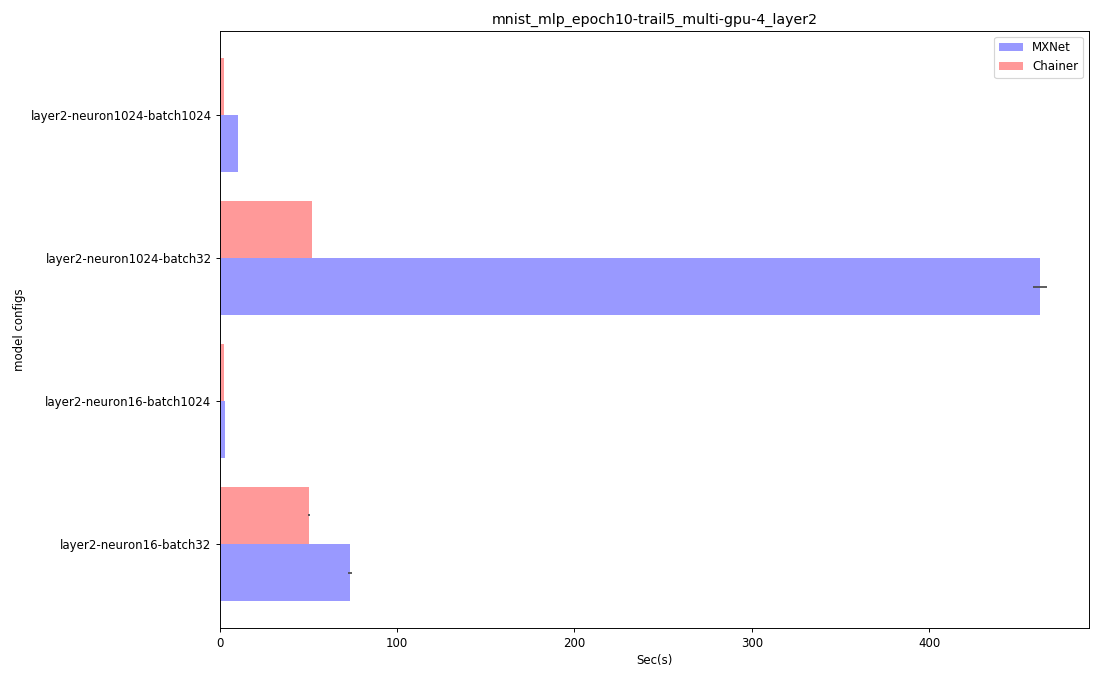 mnist_mlp_epoch10-trail5_multi-gpu-4_layer2
MXNet
Chainer
layer2-neuron1024-batch1024
layer2-neuron1024-batch32
layer2-neuron16-batch1024
layer2-neuron16-batch32
model configs
0 100 200 300 400
Sec(s)